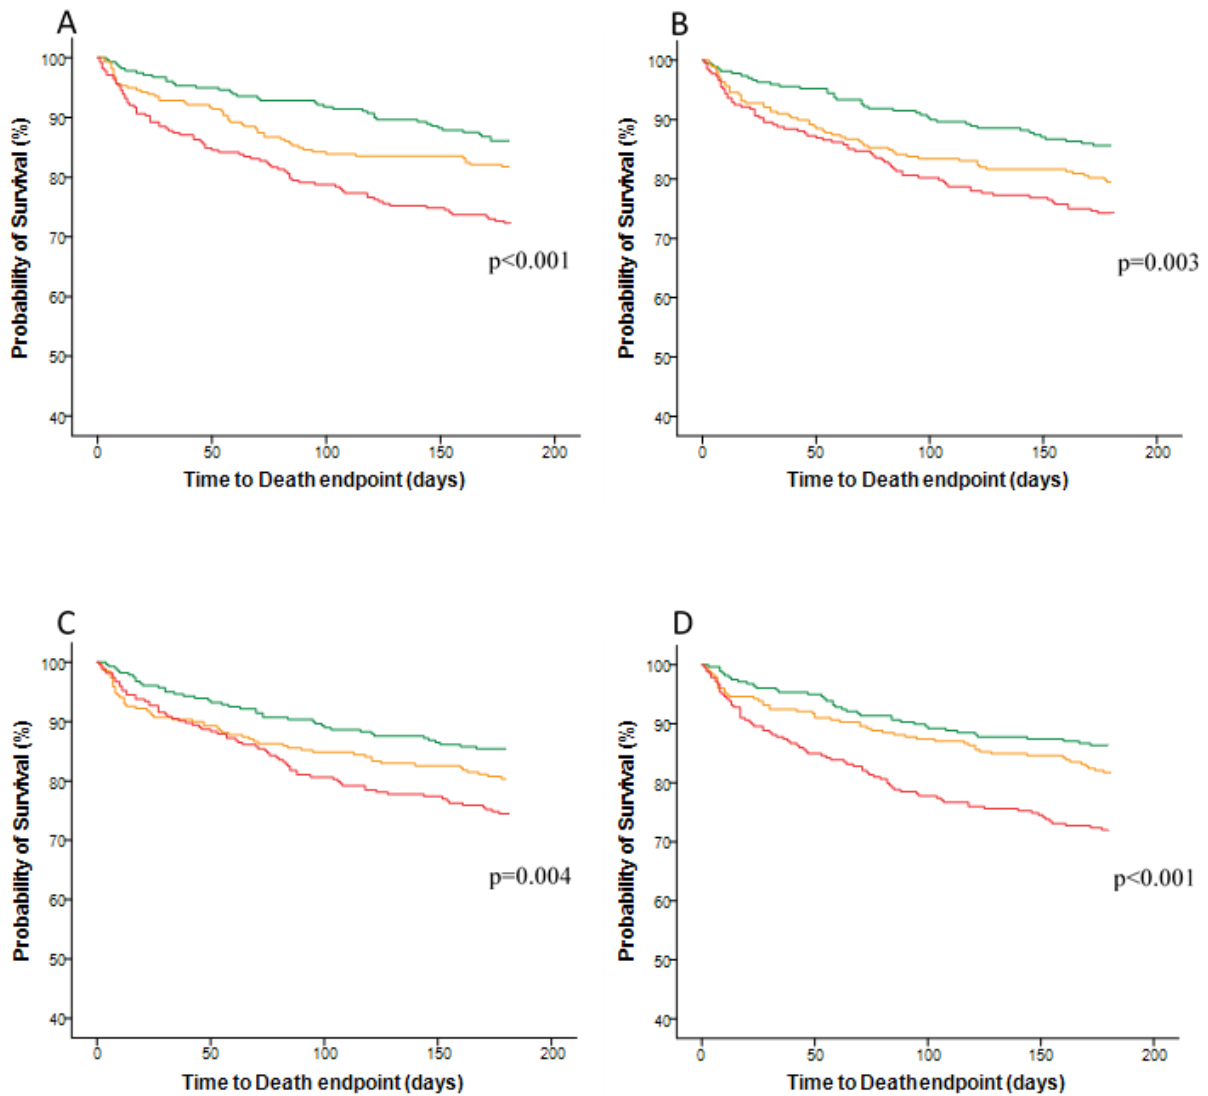 A
Probability of Survival (%)
100
90
80
70
60
50
40
p<0.001
0 50 100 150 200
Time to Death endpoint (days)
B
Probability of Survival (%)
100
90
80
70
60
50
40
p=0.003
0 50 100 150 200
Time to Death endpoint (days)
C
Probability of Survival (%)
100
90
80
70
60
50
40
p=0.004
0 50 100 150 200
Time to Death endpoint (days)
D
Probability of Survival (%)
100
90
80
70
60
50
40
p<0.001
0 50 100 150 200
Time to Death endpoint (days)